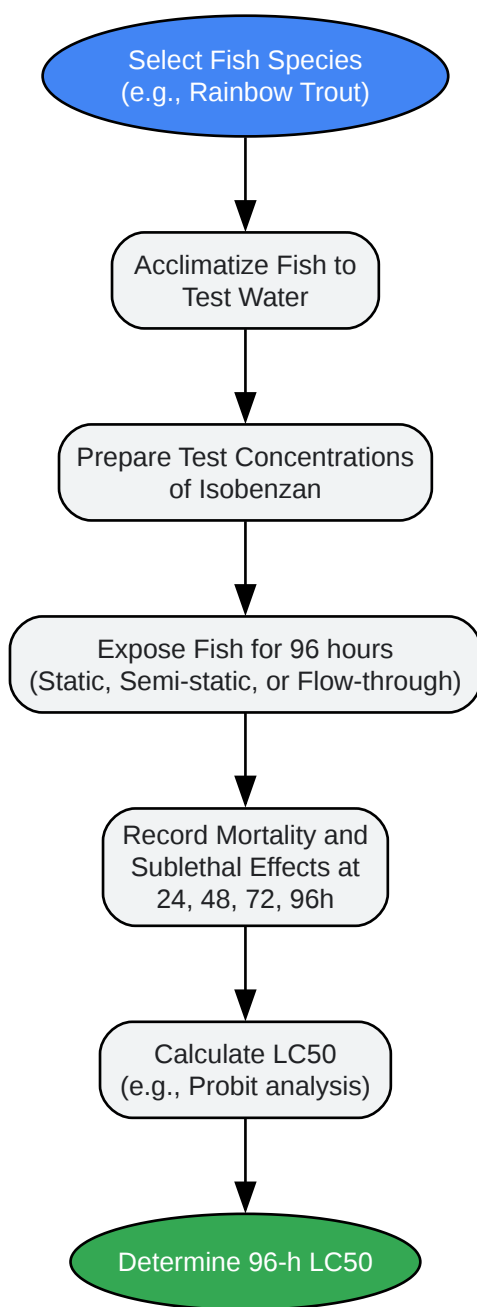 Select Fish Species
(e.g., Rainbow Trout)
Acclimatize Fish to
Test Water
Prepare Test Concentrations
of Isobenzan
Expose Fish for 96 hours
(Static, Semi-static, or Flow-through)
Record Mortality and
Sublethal Effects at
24, 48, 72, 96h
Calculate LC50
(e.g., Probit analysis)
Determine 96-h LC50